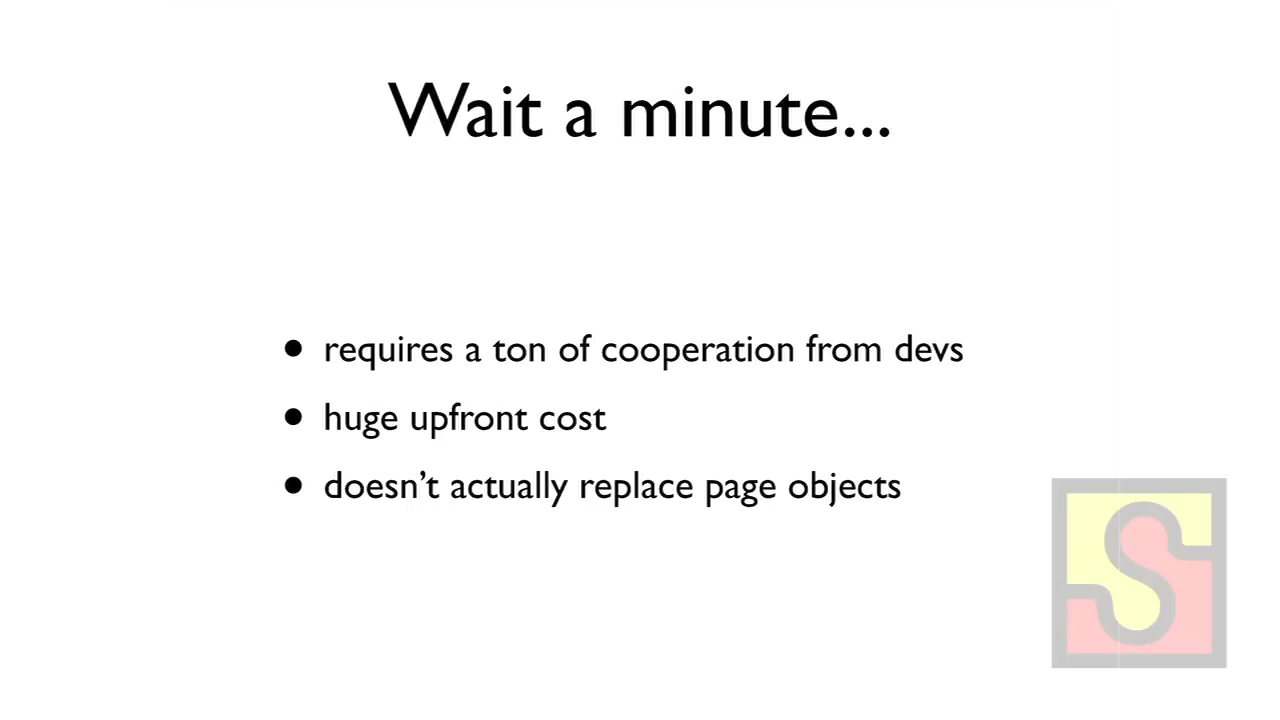 Wait a minute...
• requires a ton of cooperation from devs
• huge upfront cost
• doesn’t actually replace page objects
S